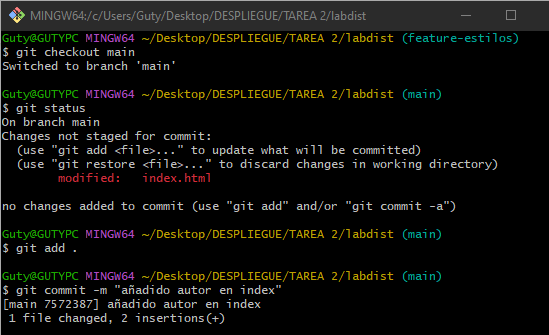 MINGW64:/c/Users/Guty/Desktop/DESPLIEGUE/TAREA 2/labdist
Guty@GUTYPC MINGW64 ~/Desktop/DESPLIEGUE/TAREA 2/labdist (feature-estilos)
$ git checkout main
Switched to branch 'main'
Guty@GUTYPC MINGW64 ~/Desktop/DESPLIEGUE/TAREA 2/labdist (main)
$ git status
On branch main
Changes not staged for commit:
  (use "git add <file>..." to update what will be committed)
  (use "git restore <file>..." to discard changes in working directory)
        modified:   index.html
no changes added to commit (use "git add" and/or "git commit -a")
Guty@GUTYPC MINGW64 ~/Desktop/DESPLIEGUE/TAREA 2/labdist (main)
$ git add .
Guty@GUTYPC MINGW64 ~/Desktop/DESPLIEGUE/TAREA 2/labdist (main)
$ git commit -m "añadido autor en index"
[main 7572387] añadido autor en index
 1 file changed, 2 insertions(+)